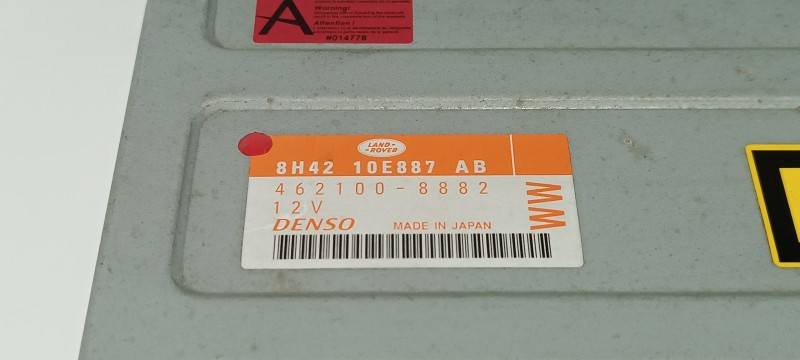 A
Warning!
Attention !
#014778
LAND-
ROVER
8H42 10E887 AB
462100-8882
12V
WW
DENSO MADE IN JAPAN